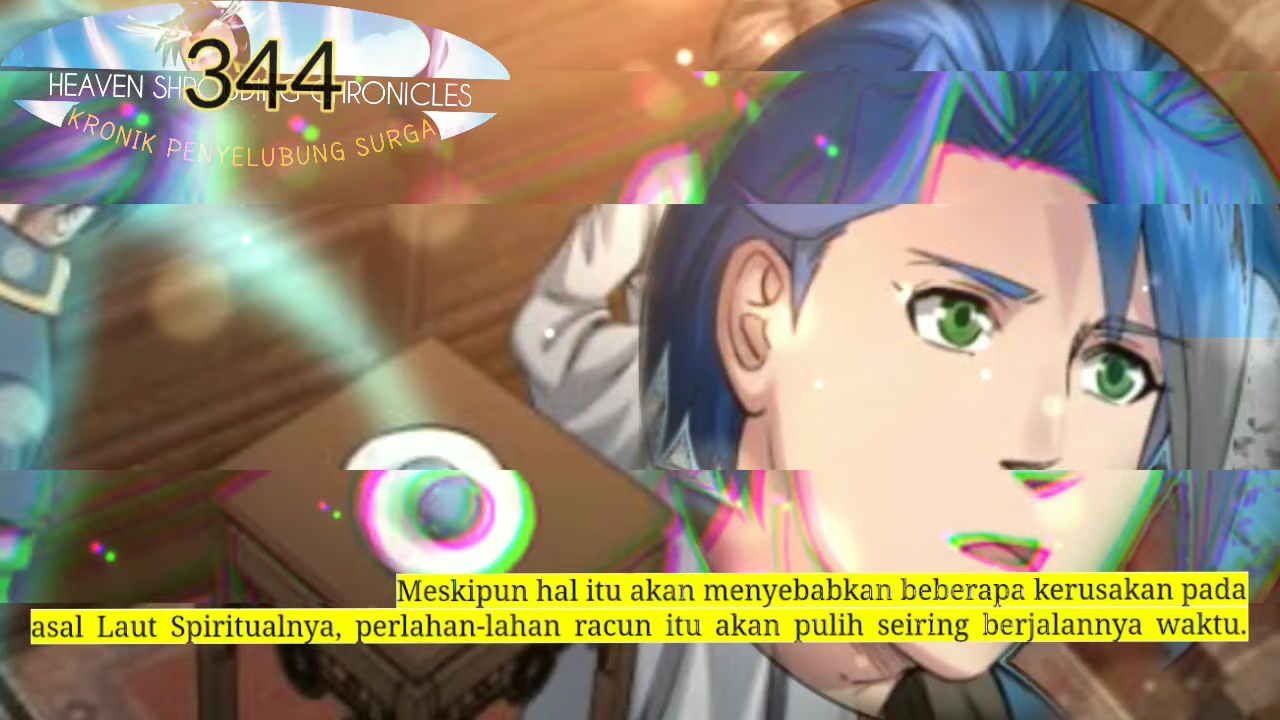 344
HEAVEN SHROUDING CHRONICLES
KRONIK PENYELUBUNG SURGA
Meskipun hal itu akan menyebabkan beberapa kerusakan pada
asal Laut Spiritualnya, perlahan-lahan racun itu akan pulih seiring berjalannya waktu.